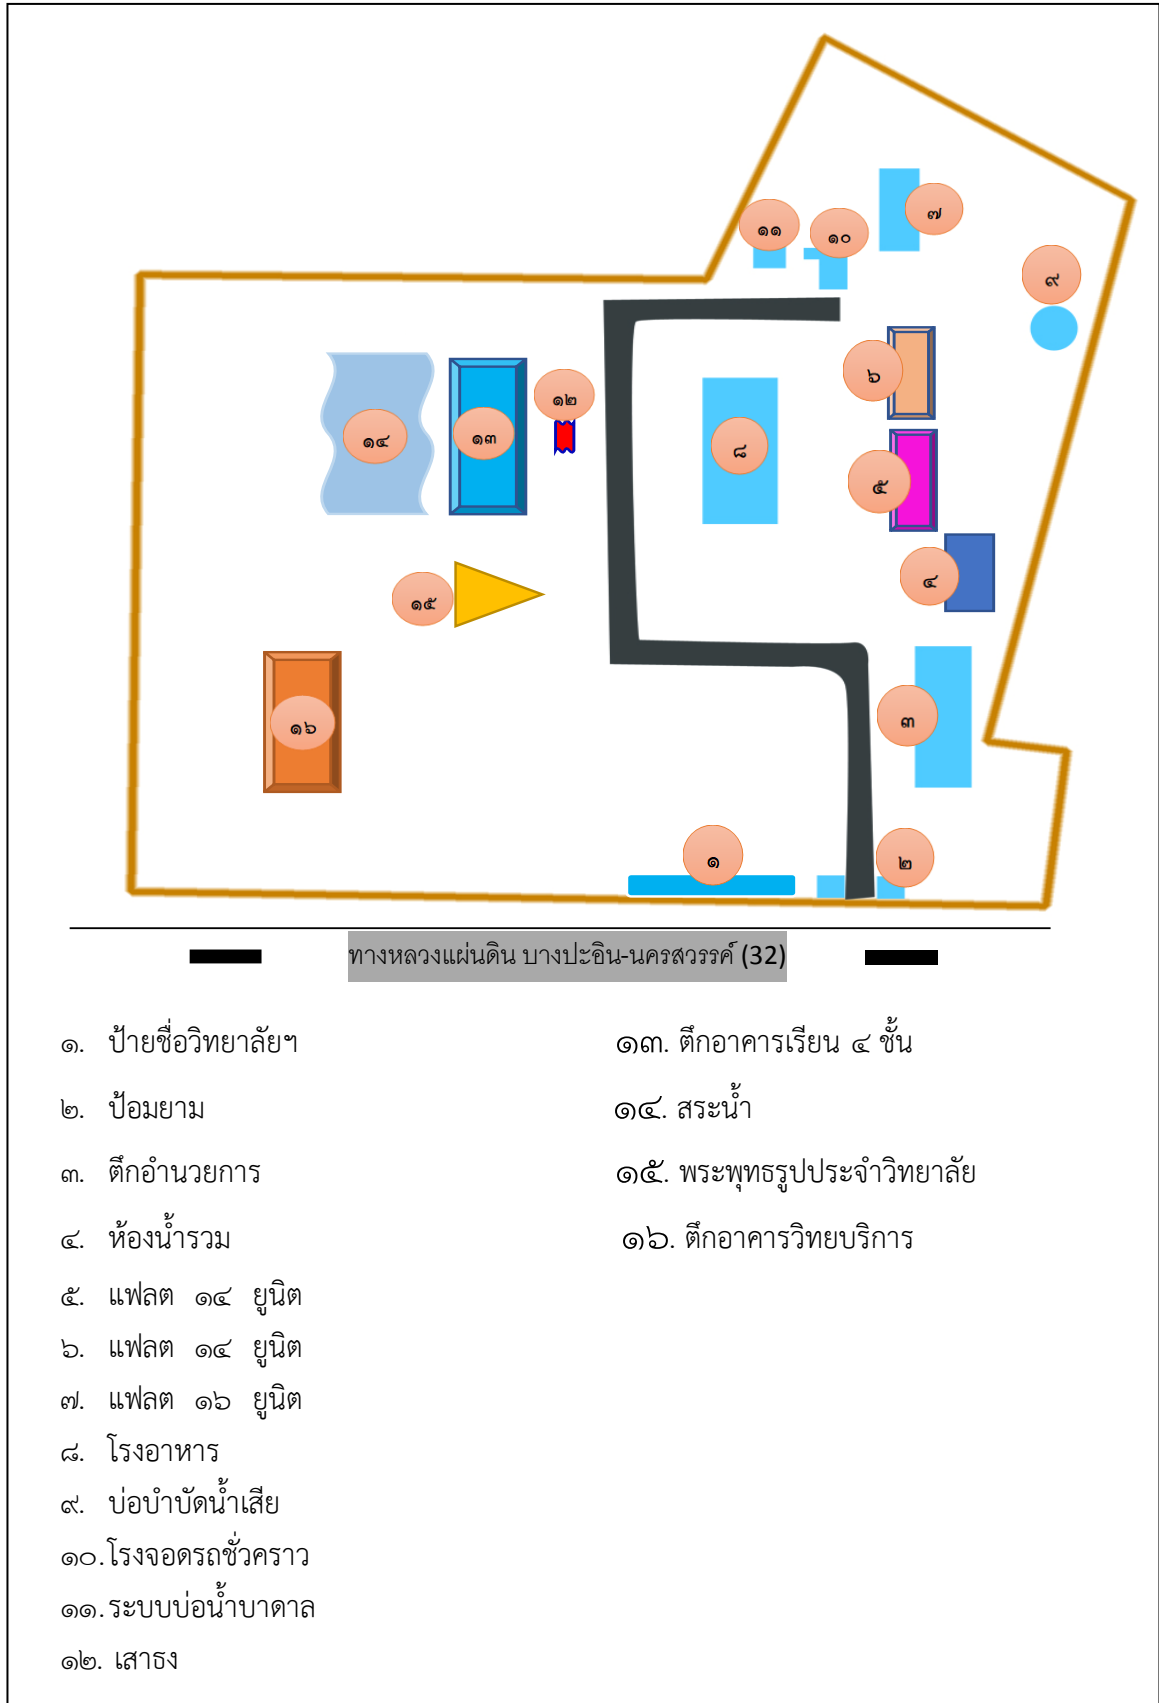 ๗
๑๑
๑๐
๙
๖
๑๒
๑๔
๑๓
๘
๕
๔
๑๕
๓
๑๖
๑
๒
ทางหลวงแผ่นดิน บางปะอิน-นครสวรรค์ (32)
๑. ป้ายชื่อวิทยาลัยฯ
๒. ป้อมยาม
๓. ตึกอำนวยการ
๔. ห้องน้ำรวม
๕. แฟลต ๑๔ ยูนิต
๖. แฟลต ๑๔ ยูนิต
๗. แฟลต ๑๖ ยูนิต
๘. โรงอาหาร
๙. บ่อบำบัดน้ำเสีย
๑๐.โรงจอดรถชั่วคราว
๑๑.ระบบบ่อน้ำบาดาล
๑๒. เสาธง
๑๓. ตึกอาคารเรียน ๔ ชั้น
๑๔. สระน้ำ
๑๕. พระพุทธรูปประจำวิทยาลัย
๑๖. ตึกอาคารวิทยบริการ